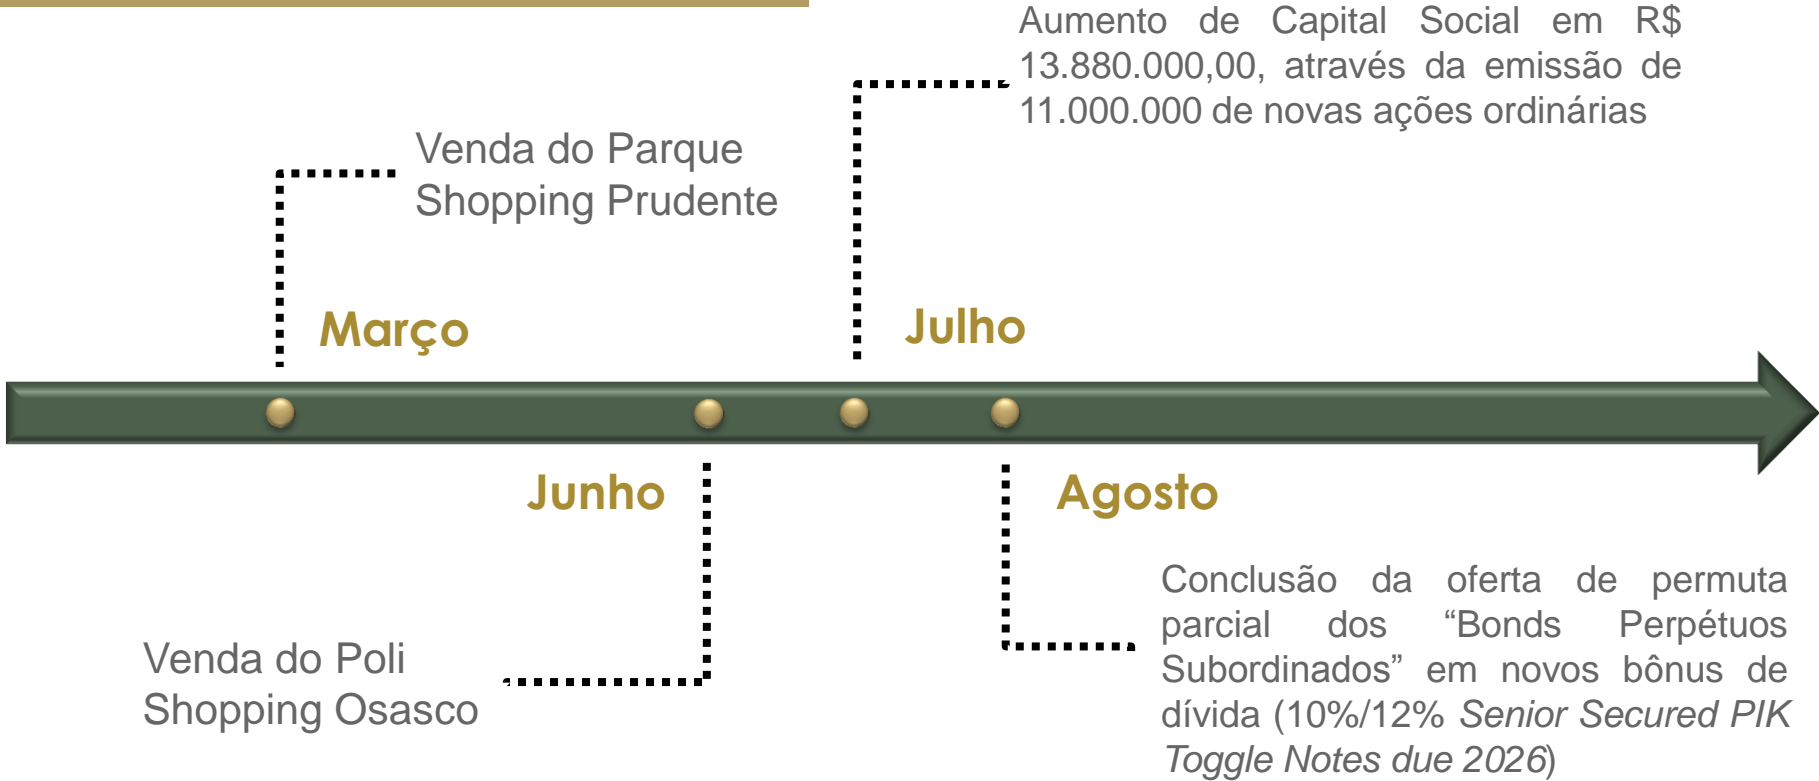 Aumento de Capital Social em R$
13.880.000,00, através da emissão de
11.000.000 de novas ações ordinárias
Venda do Parque
Shopping Prudente
Março
Julho
Junho
Agosto
Venda do Poli
Shopping Osasco
Conclusão da oferta de permuta
parcial dos “Bonds Perpétuos
Subordinados” em novos bônus de
dívida (10%/12% Senior Secured PIK
Toggle Notes due 2026)